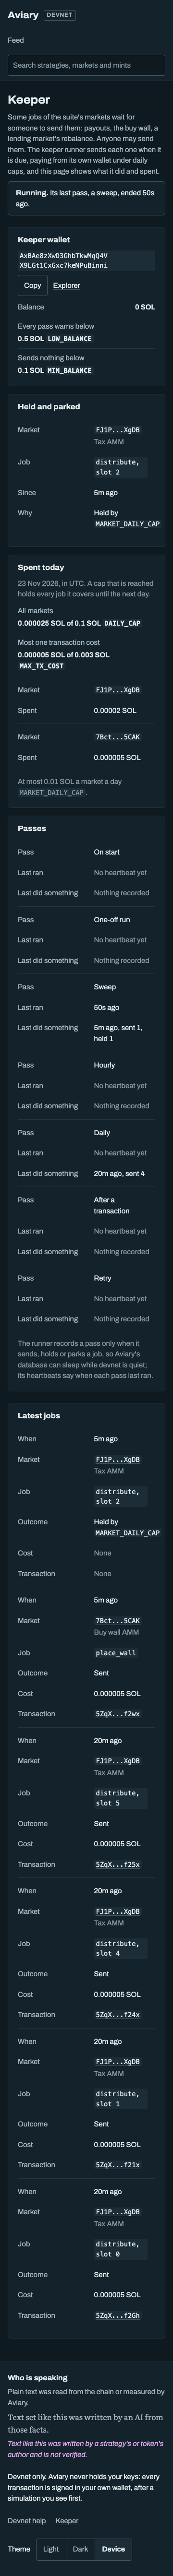 Aviary DEVNET
Feed
Search strategies, markets and mints
Keeper
Some jobs of the suite's markets wait for
someone to send them: payouts, the buy wall, a
lending market's rebalance. Anyone may send
them. The keeper runner sends each one when it
is due, paying from its own wallet under daily
caps, and this page shows what it did and spent.
Running. Its last pass, a sweep, ended 50s
ago.
Keeper wallet
AxBAe8zXwD3GhbTkwMqQ4V
X9LGt1CxGxc7keNPuBinni
Copy Explorer
Balance 0 SOL
Every pass warns below
0.5 SOL LOW_BALANCE
Sends nothing below
0.1 SOL MIN_BALANCE
Held and parked
Market FJ1P...XgDB
Tax AMM
Job distribute,
slot 2
Since 5m ago
Why Held by
MARKET_DAILY_CAP
Spent today
23 Nov 2026, in UTC. A cap that is reached
holds every job it covers until the next day.
All markets
0.000025 SOL of 0.1 SOL DAILY_CAP
Most one transaction cost
0.000005 SOL of 0.003 SOL
MAX_TX_COST
Market FJ1P...XgDB
Spent 0.00002 SOL
Market 7Bct...5CAK
Spent 0.000005 SOL
At most 0.01 SOL a market a day
MARKET_DAILY_CAP.
Passes
Pass On start
Last ran No heartbeat yet
Last did something Nothing recorded
Pass One-off run
Last ran No heartbeat yet
Last did something Nothing recorded
Pass Sweep
Last ran 50s ago
Last did something 5m ago, sent 1,
held 1
Pass Hourly
Last ran No heartbeat yet
Last did something Nothing recorded
Pass Daily
Last ran No heartbeat yet
Last did something 20m ago, sent 4
Pass After a
transaction
Last ran No heartbeat yet
Last did something Nothing recorded
Pass Retry
Last ran No heartbeat yet
Last did something Nothing recorded
The runner records a pass only when it
sends, holds or parks a job, so Aviary's
database can sleep while devnet is quiet;
its heartbeats say when each pass last ran.
Latest jobs
When 5m ago
Market FJ1P...XgDB
Tax AMM
Job distribute,
slot 2
Outcome Held by
MARKET_DAILY_CAP
Cost None
Transaction None
When 5m ago
Market 7Bct...5CAK
Buy wall AMM
Job place_wall
Outcome Sent
Cost 0.000005 SOL
Transaction 5ZqX...f2wx
When 20m ago
Market FJ1P...XgDB
Tax AMM
Job distribute,
slot 5
Outcome Sent
Cost 0.000005 SOL
Transaction 5ZqX...f25x
When 20m ago
Market FJ1P...XgDB
Tax AMM
Job distribute,
slot 4
Outcome Sent
Cost 0.000005 SOL
Transaction 5ZqX...f24x
When 20m ago
Market FJ1P...XgDB
Tax AMM
Job distribute,
slot 1
Outcome Sent
Cost 0.000005 SOL
Transaction 5ZqX...f21x
When 20m ago
Market FJ1P...XgDB
Tax AMM
Job distribute,
slot 0
Outcome Sent
Cost 0.000005 SOL
Transaction 5ZqX...f2Gh
Who is speaking
Plain text was read from the chain or measured by
Aviary.
Text set like this was written by an AI from
those facts.
Text like this was written by a strategy's or token's
author and is not verified.
Devnet only. Aviary never holds your keys: every
transaction is signed in your own wallet, after a
simulation you see first.
Devnet help Keeper
Theme Light Dark Device